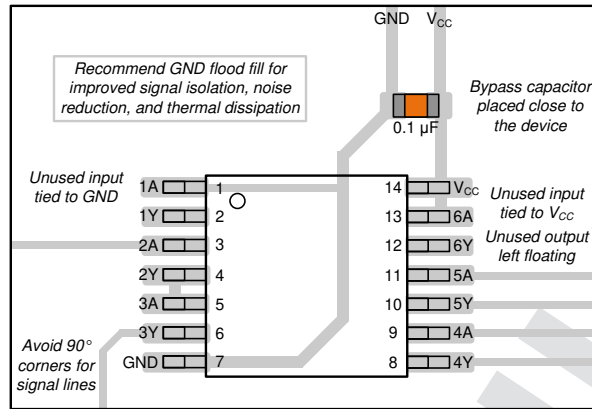 GND V_CC
Recommend GND flood fill for
improved signal isolation, noise
reduction, and thermal dissipation
Bypass capacitor
placed close to
the device
0.1 µF
Unused input
tied to GND
1A 1 14 V_CC
1Y 2 13 6A
2A 3 12 6Y
2Y 4 11 5A
3A 5 10 5Y
3Y 6 9 4A
GND 7 8 4Y
Unused input
tied to V_CC
Unused output
left floating
Avoid 90°
corners for
signal lines